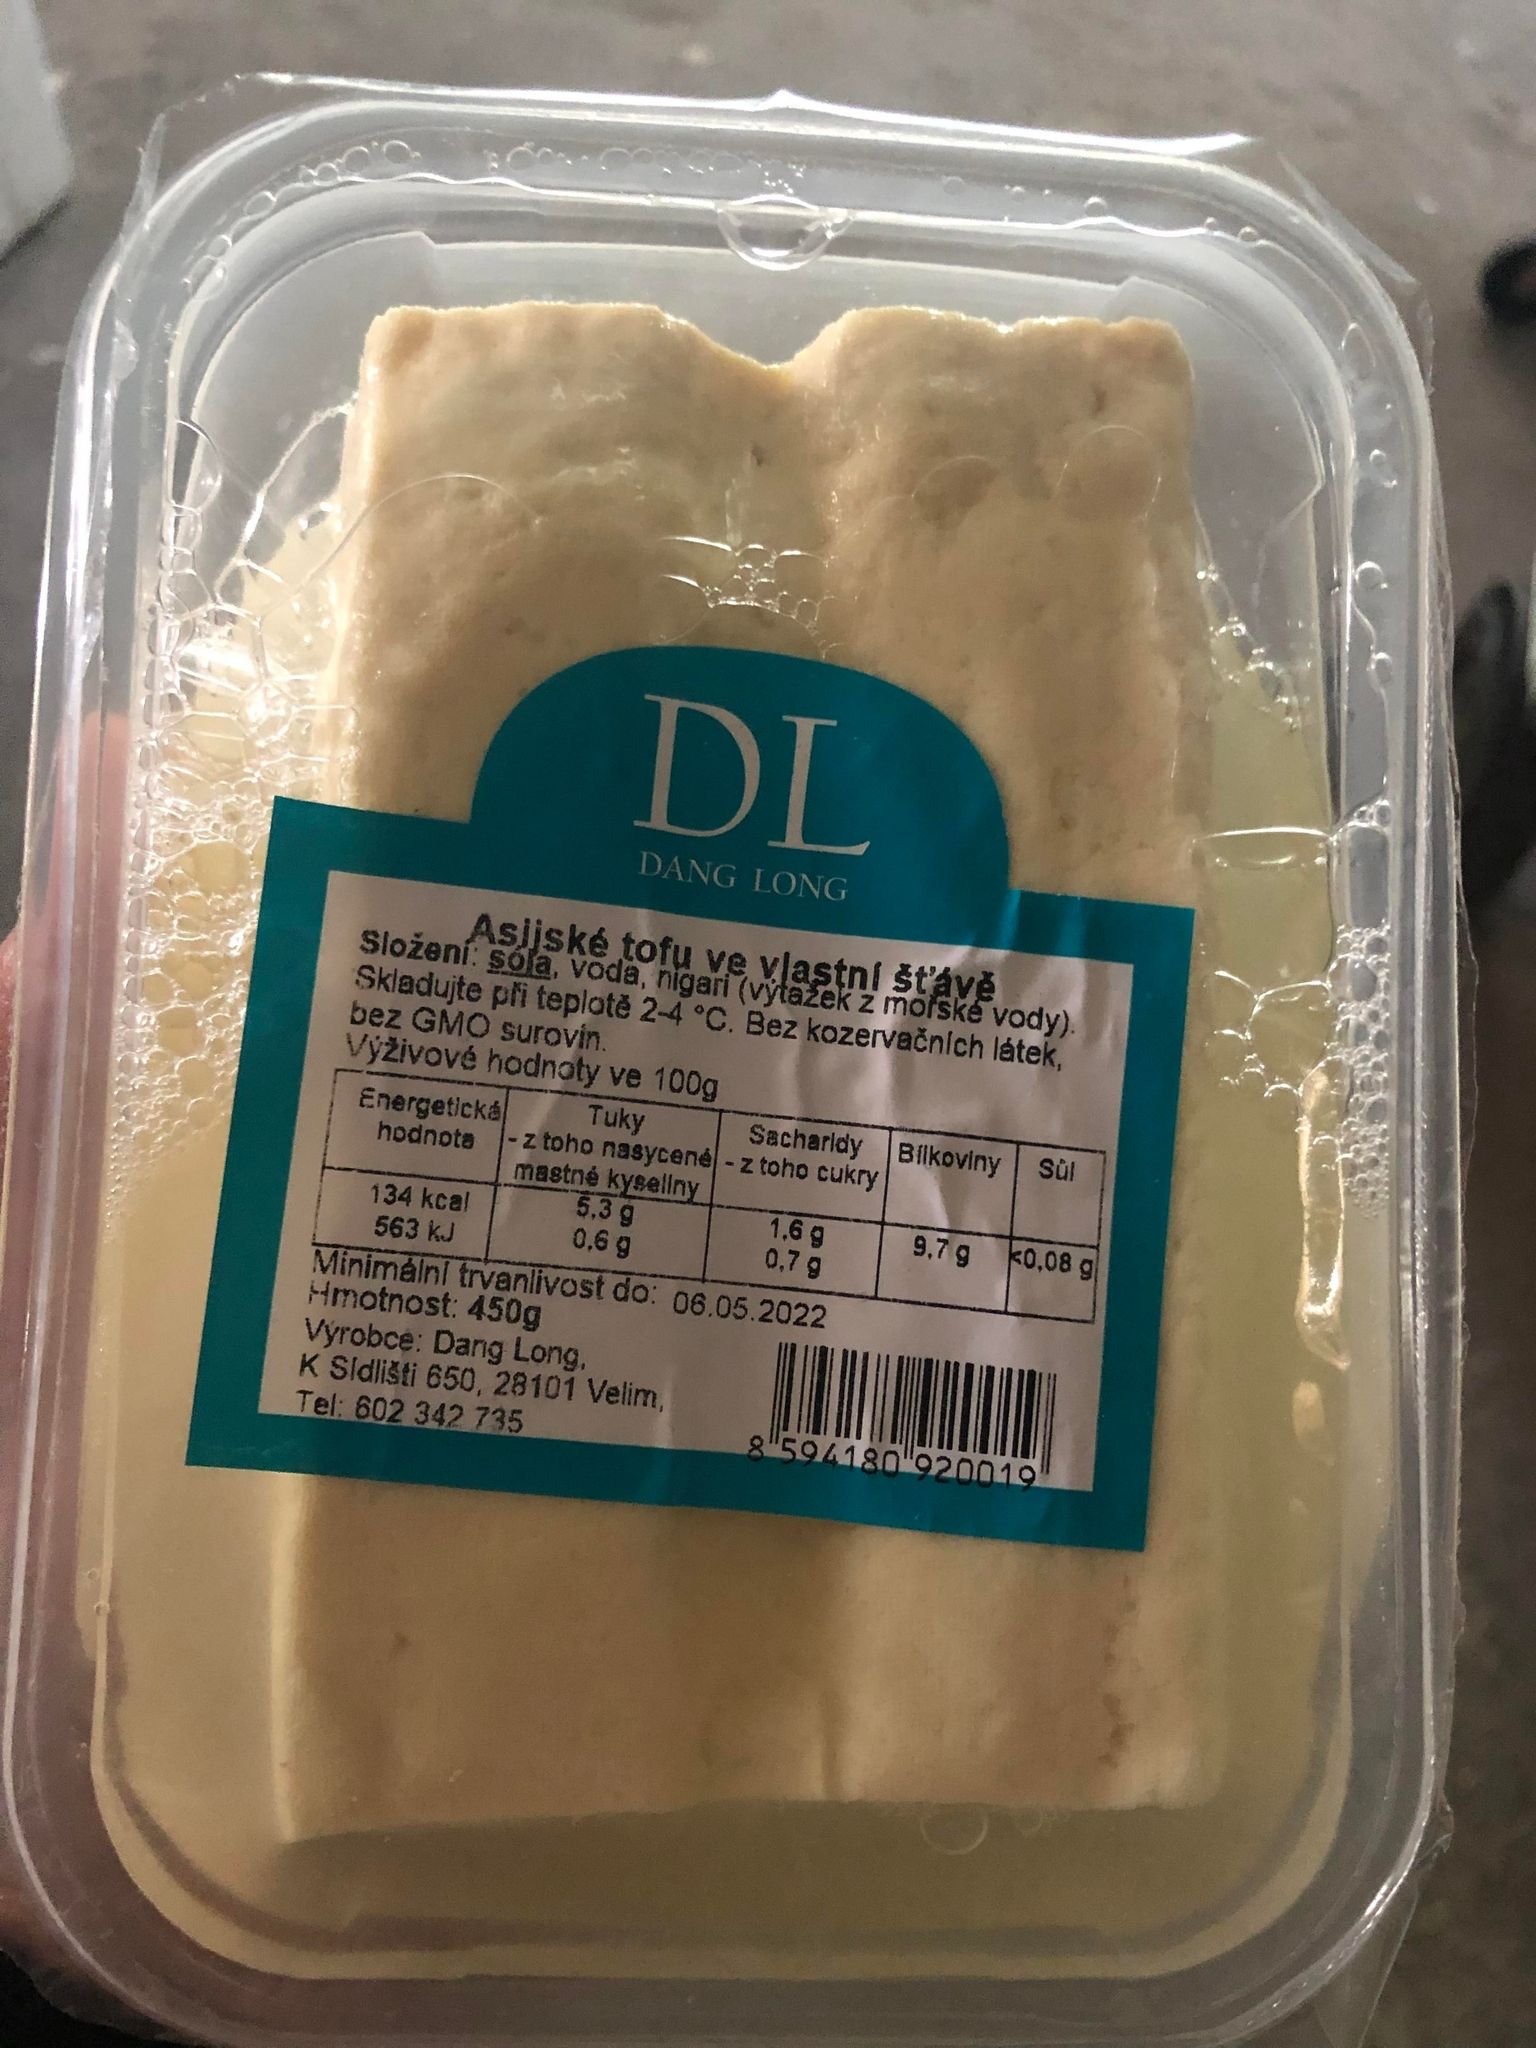 DL
DANG LONG
Asijské tofu ve vlastní šťávě
Složení: sója, voda, nigari (výtažek z mořské vody).
Skladujte při teplotě 2-4 °C. Bez kozervačních látek,
bez GMO surovin.
Výživové hodnoty ve 100g
Energetická hodnota
Tuky
- z toho nasycené mastné kyseliny
Sacharidy
- z toho cukry
Bílkoviny
Sůl
134 kcal
563 kJ
5,3 g
0,6 g
1,6 g
0,7 g
9,7 g
<0,08 g
Minimální trvanlivost do: 06.05.2022
Hmotnost: 450g
Výrobce: Dang Long,
K Sídlišti 650, 28101 Velim,
Tel: 602 342 735
8 594180 920019